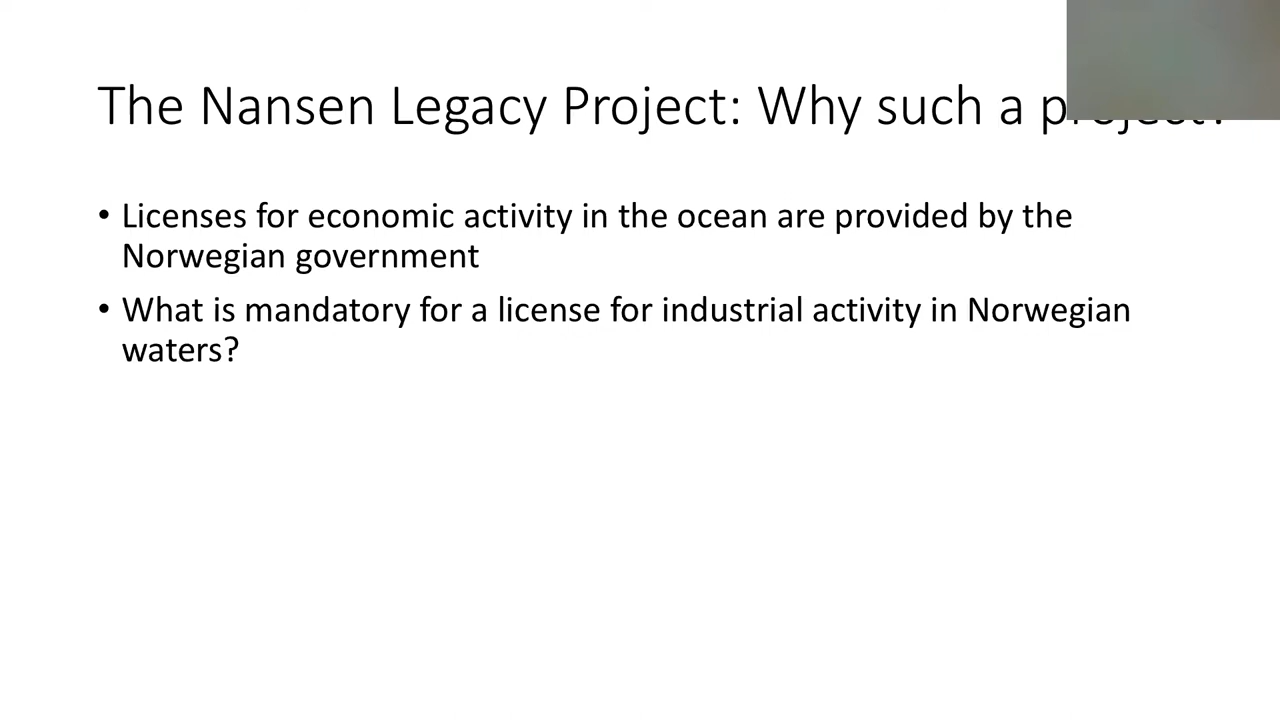 The Nansen Legacy Project: Why such a project?
• Licenses for economic activity in the ocean are provided by the
Norwegian government
• What is mandatory for a license for industrial activity in Norwegian
waters?